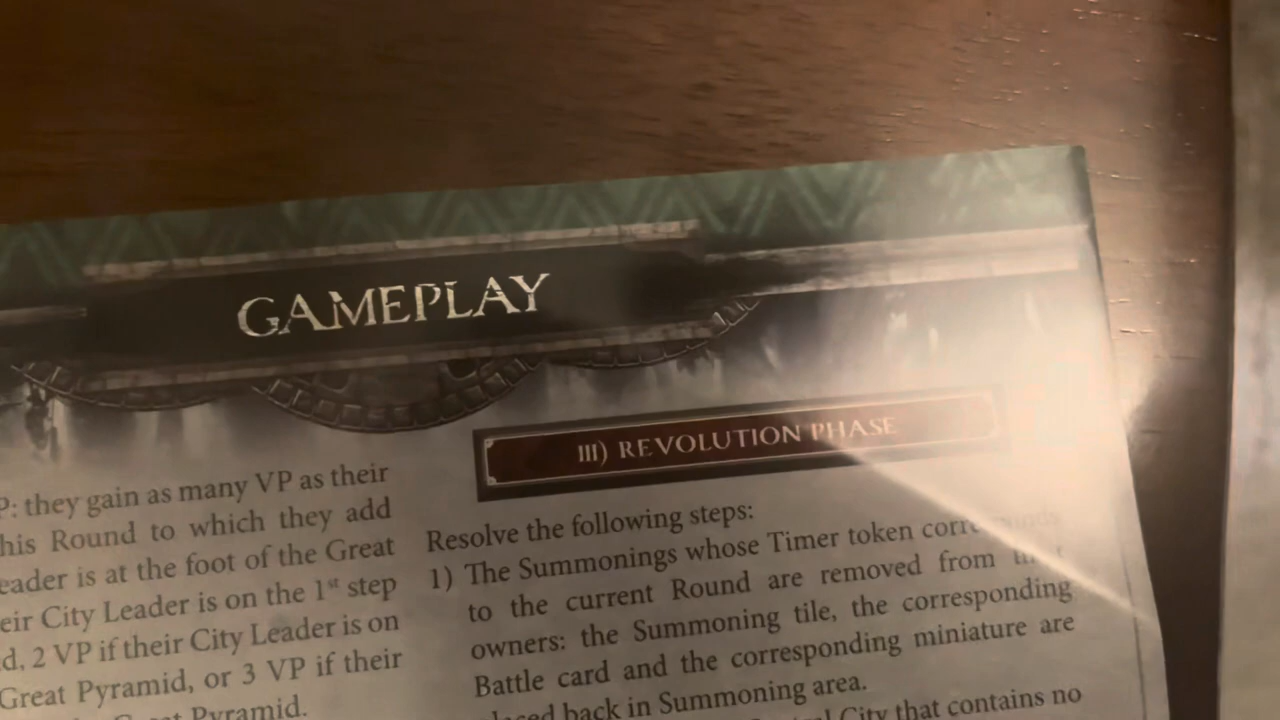 GAMEPLAY
P: they gain as many VP as their
his Round to which they add
eader is at the foot of the Great
eir City Leader is on the 1st step
d, 2 VP if their City Leader is on
Great Pyramid, or 3 VP if their
Great Pyramid.
III) REVOLUTION PHASE
Resolve the following steps:
1) The Summonings whose Timer token
to the current Round are removed from
owners: the Summoning tile, the corresponding
Battle card and the corresponding miniature are
back in Summoning area.
City that contains no